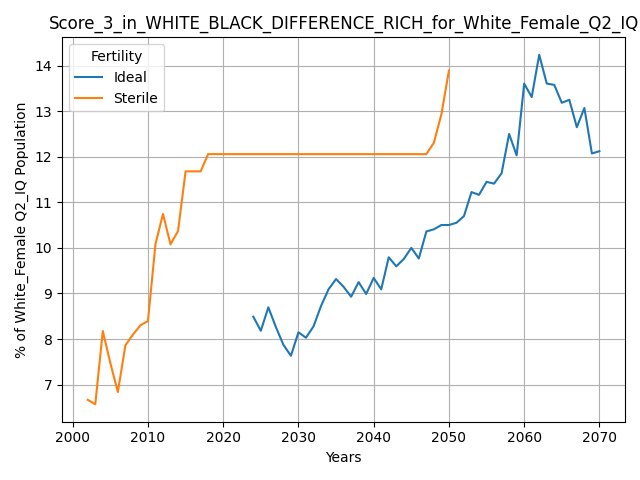 Score_3_in_WHITE_BLACK_DIFFERENCE_RICH_for_White_Female_Q2_IQ
Fertility
Ideal
Sterile
% of White_Female Q2_IQ Population
14
13
12
11
10
9
8
7
2000 2010 2020 2030 2040 2050 2060 2070
Years